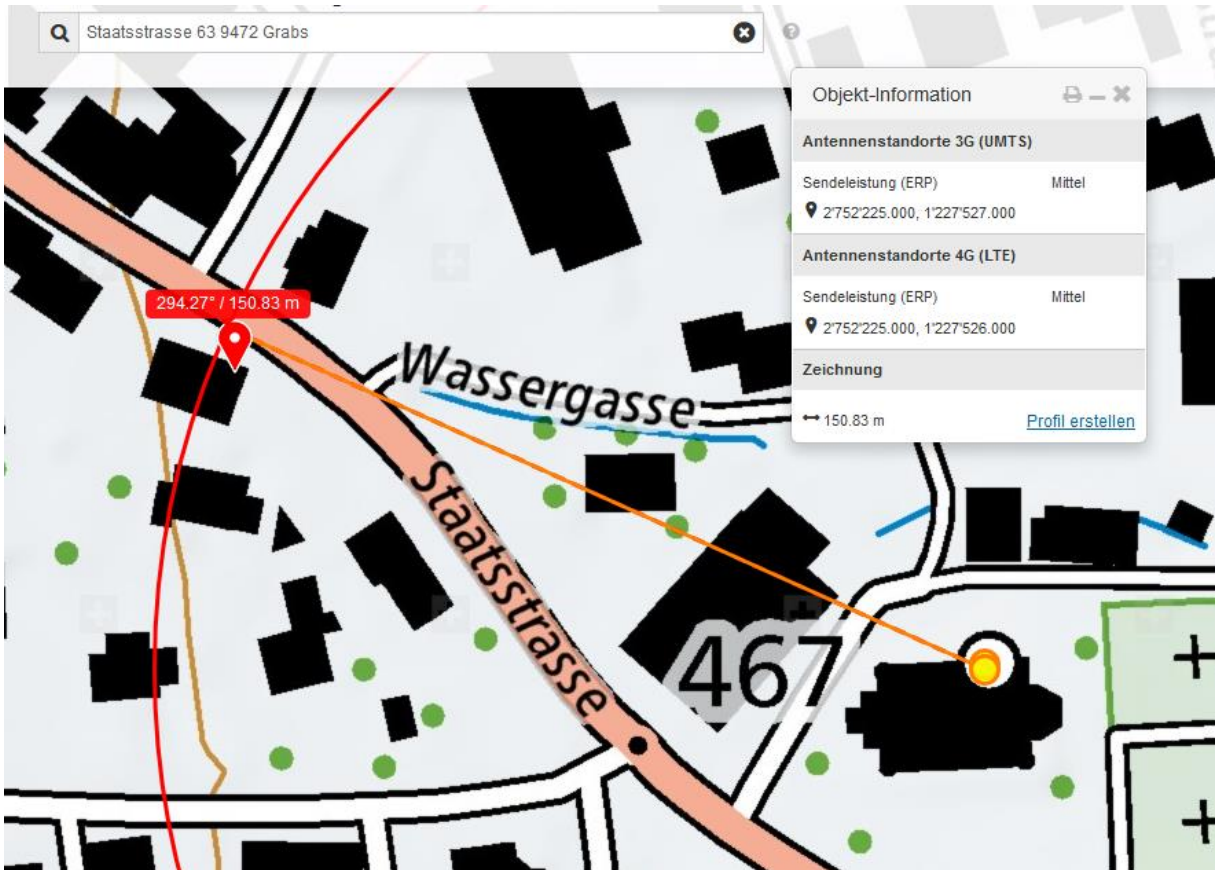 Staatsstrasse 63 9472 Grabs
Objekt-Information
Antennenstandorte 3G (UMTS)
Sendeleistung (ERP) Mittel
2'752'225.000, 1'227'527.000
Antennenstandorte 4G (LTE)
Sendeleistung (ERP) Mittel
2'752'225.000, 1'227'526.000
Zeichnung
150.83 m Profil erstellen
294.27° / 150.83 m
Wassergasse
Staatsstrasse
467